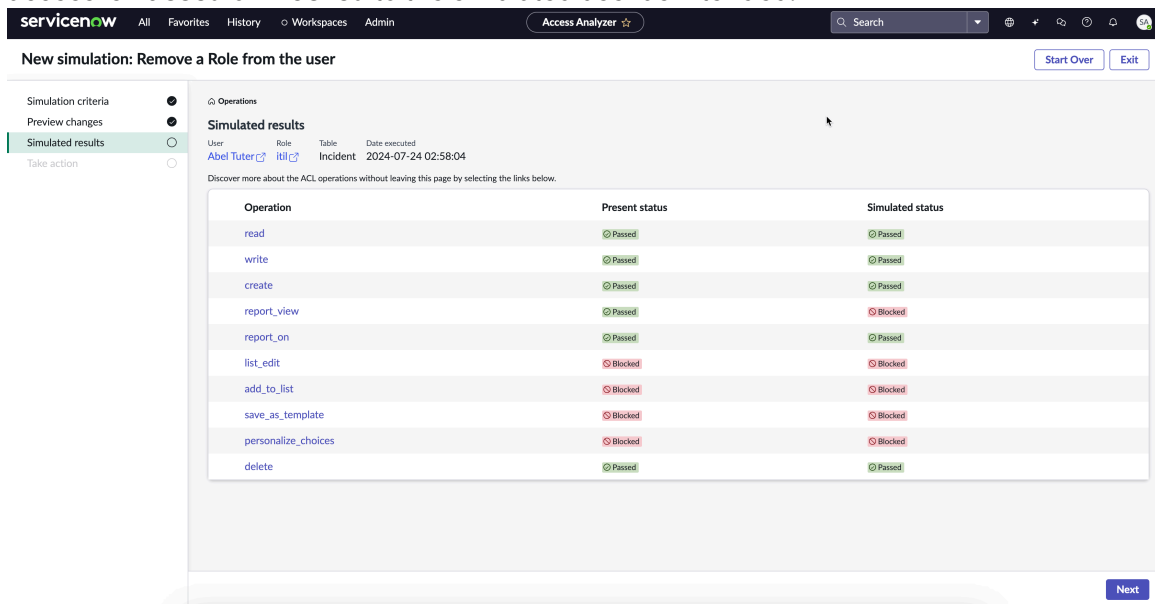 servicenow All Favorites History Workspaces Admin Access Analyzer Search SA
New simulation: Remove a Role from the user Start Over Exit
Simulation criteria
Preview changes
Simulated results
Take action
Operations
Simulated results
User Role Table Date executed
Abel Tuter itil Incident 2024-07-24 02:58:04
Discover more about the ACL operations without leaving this page by selecting the links below.
Operation Present status Simulated status
read Passed Passed
write Passed Passed
create Passed Passed
report_view Passed Blocked
report_on Passed Passed
list_edit Blocked Blocked
add_to_list Blocked Blocked
save_as_template Blocked Blocked
personalize_choices Blocked Blocked
delete Passed Passed
Next